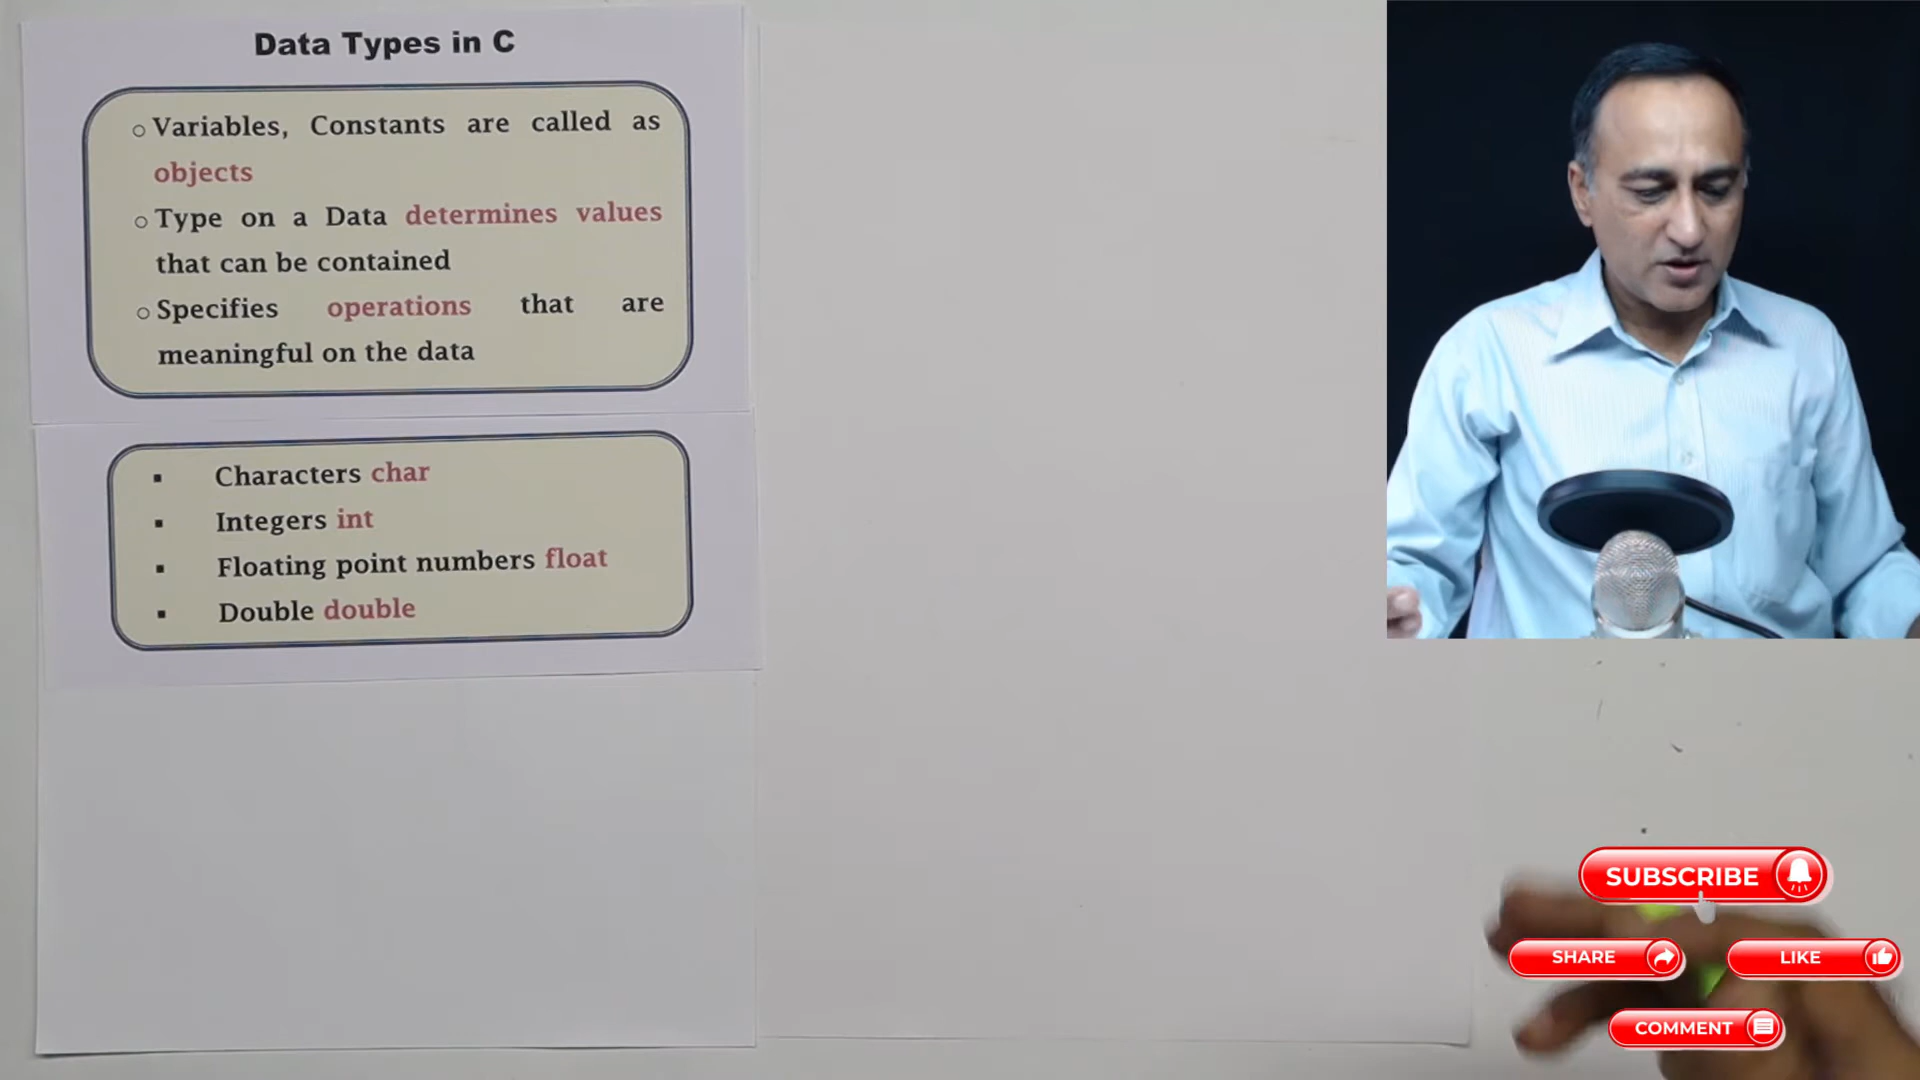 Data Types in C
Variables, Constants are called as
objects
Type on a Data determines values
that can be contained
Specifies operations that are
meaningful on the data
Characters char
Integers int
Floating point numbers float
Double double
SUBSCRIBE
SHARE
LIKE
COMMENT